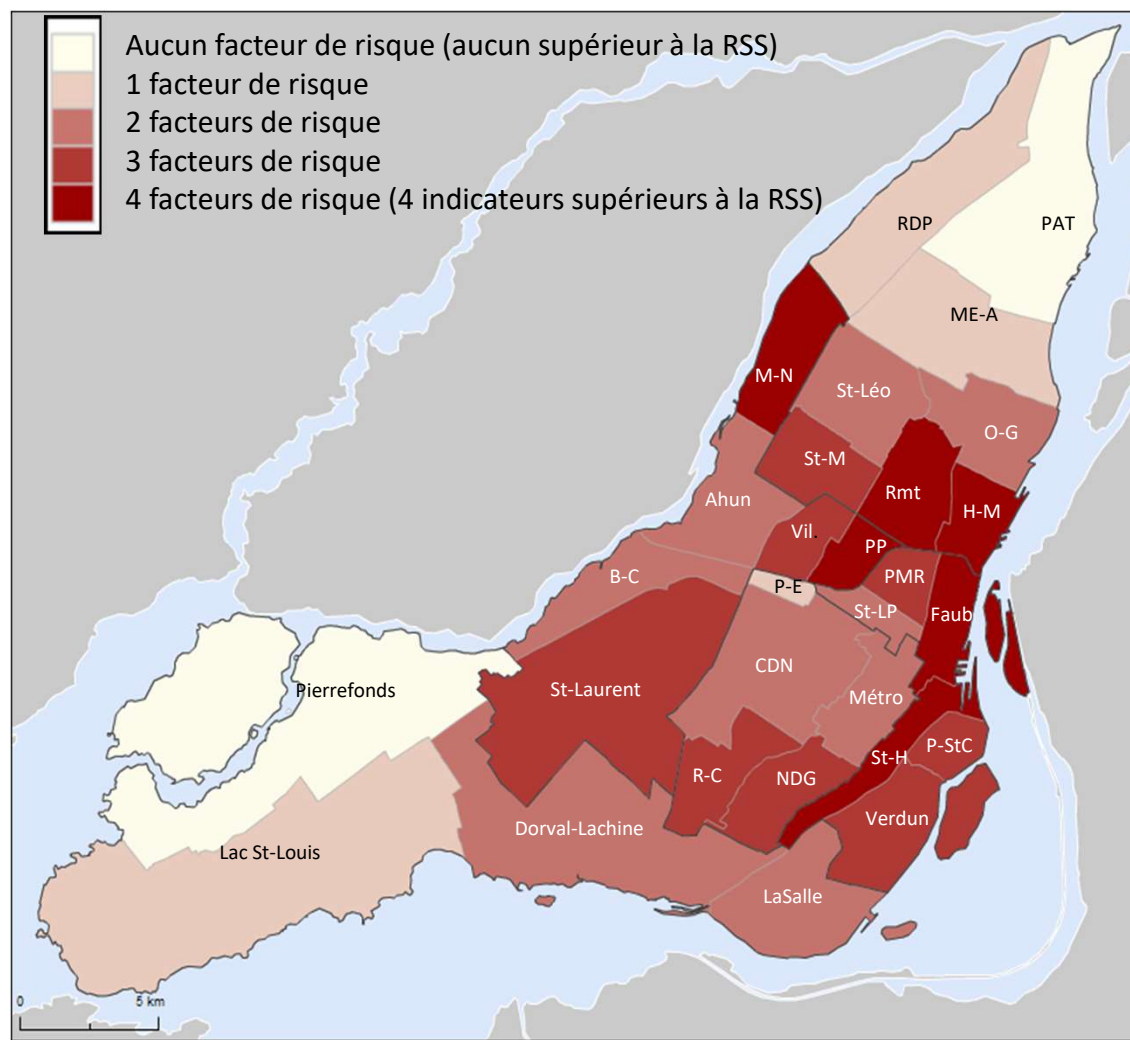 Aucun facteur de risque (aucun supérieur à la RSS)
1 facteur de risque
2 facteurs de risque
3 facteurs de risque
4 facteurs de risque (4 indicateurs supérieurs à la RSS)
RDP
PAT
ME-A
M-N
St-Léo
O-G
St-M
Rmt
Ahun
H-M
Vil.
PP
B-C
P-E
PMR
St-LP
Faub
CDN
Pierrefonds
St-Laurent
Métro
St-H
P-StC
R-C
NDG
Verdun
Dorval-Lachine
Lac St-Louis
LaSalle
0
5 km